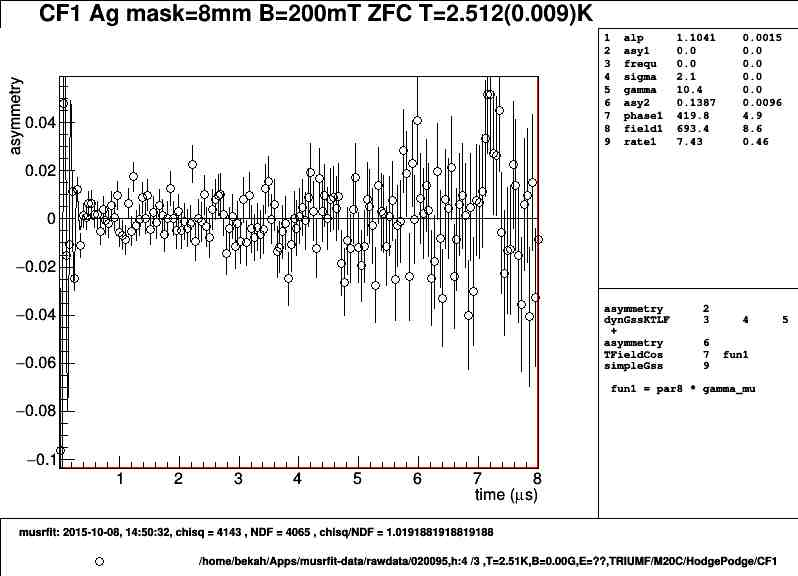 CF1 Ag mask=8mm B=200mT ZFC T=2.512(0.009)K
1 alp 1.1041 0.0015
2 asy1 0.0 0.0
3 frequ 0.0 0.0
4 sigma 2.1 0.0
5 gamma 10.4 0.0
6 asy2 0.1387 0.0096
7 phase1 419.8 4.9
8 field1 693.4 8.6
9 rate1 7.43 0.46
asymmetry
0.04
0.02
0
−0.02
−0.04
−0.06
−0.08
−0.1
1 2 3 4 5 6 7 8
time (μs)
asymmetry 2
dynGssKTLF 3 4 5
+
asymmetry 6
TFieldCos 7 fun1
simpleGss 9
fun1 = par8 * gamma_mu
musrfit: 2015-10-08, 14:50:32, chisq = 4143 , NDF = 4065 , chisq/NDF = 1.0191881918819188
/home/bekah/Apps/musrfit-data/rawdata/020095,h:4 /3 ,T=2.51K,B=0.00G,E=??,TRIUMF/M20C/HodgePodge/CF1